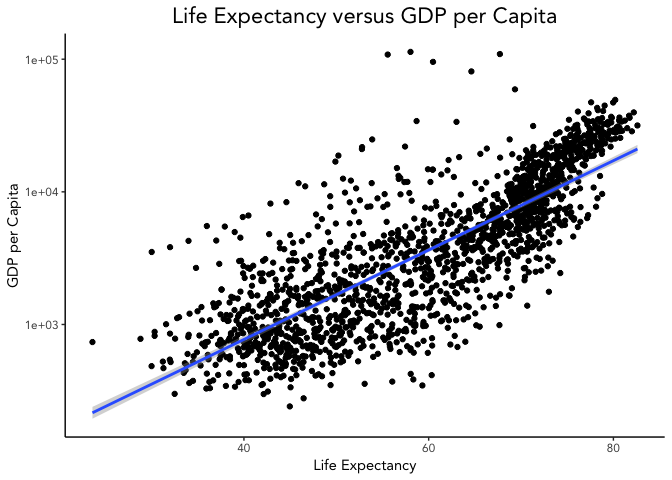 Life Expectancy versus GDP per Capita
1e+05
1e+04
1e+03
GDP per Capita
40 60 80
Life Expectancy